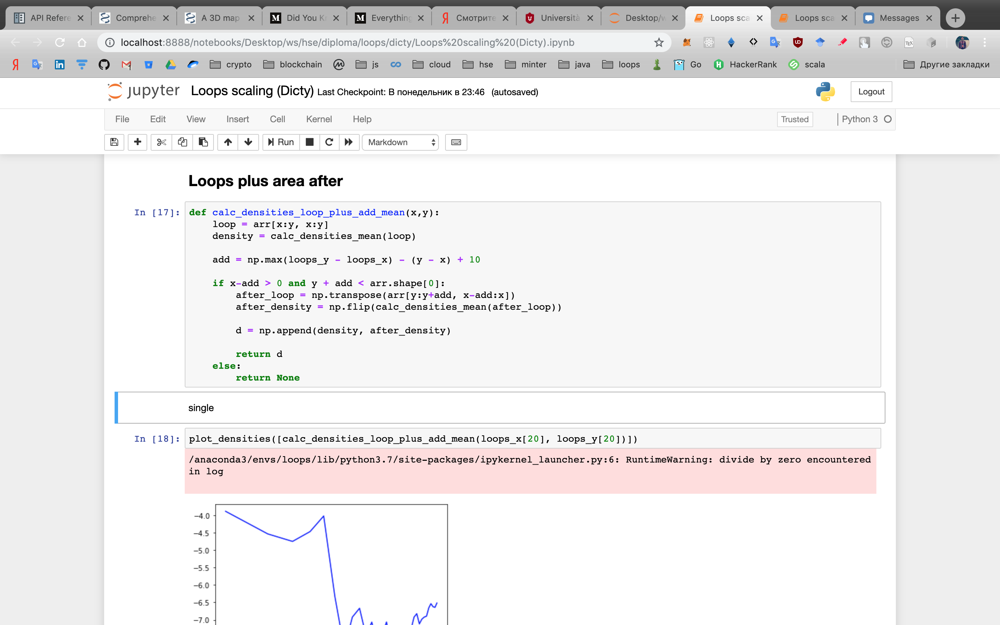 API Refere
Comprehe
A 3D map
Did You K
Everything
Смотрите
Università
Desktop/w
Loops sca
Loops sca
Messages
localhost:8888/notebooks/Desktop/ws/hse/diploma/loops/dicty/Loops%20scaling%20(Dicty).ipynb
crypto
blockchain
js
cloud
hse
minter
java
loops
Go
HackerRank
scala
Другие закладки
jupyter Loops scaling (Dicty) Last Checkpoint: В понедельник в 23:46 (autosaved)
Logout
File Edit View Insert Cell Kernel Help
Trusted
Python 3
Run
Markdown
Loops plus area after
In [17]: def calc_densities_loop_plus_add_mean(x,y):
loop = arr[x:y, x:y]
density = calc_densities_mean(loop)
add = np.max(loops_y - loops_x) - (y - x) + 10
if x-add > 0 and y + add < arr.shape[0]:
after_loop = np.transpose(arr[y:y+add, x-add:x])
after_density = np.flip(calc_densities_mean(after_loop))
d = np.append(density, after_density)
return d
else:
return None
single
In [18]: plot_densities([calc_densities_loop_plus_add_mean(loops_x[20], loops_y[20])])
/anaconda3/envs/loops/lib/python3.7/site-packages/ipykernel_launcher.py:6: RuntimeWarning: divide by zero encountered
in log
−4.0
−4.5
−5.0
−5.5
−6.0
−6.5
−7.0